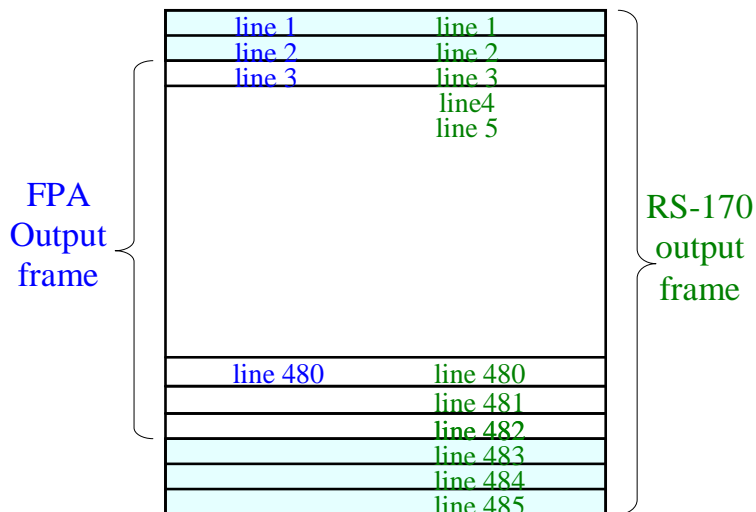 line 1 line 1
line 2 line 2
line 3 line 3
line4
line 5
FPA
Output
frame
RS-170
output
frame
line 480 line 480
line 481
line 482
line 483
line 484
line 485